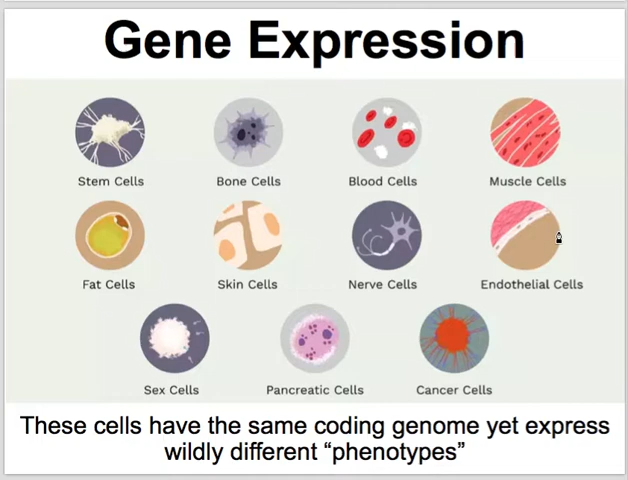 Gene Expression
Stem Cells
Bone Cells
Blood Cells
Muscle Cells
Fat Cells
Skin Cells
Nerve Cells
Endothelial Cells
Sex Cells
Pancreatic Cells
Cancer Cells
These cells have the same coding genome yet express
wildly different “phenotypes”